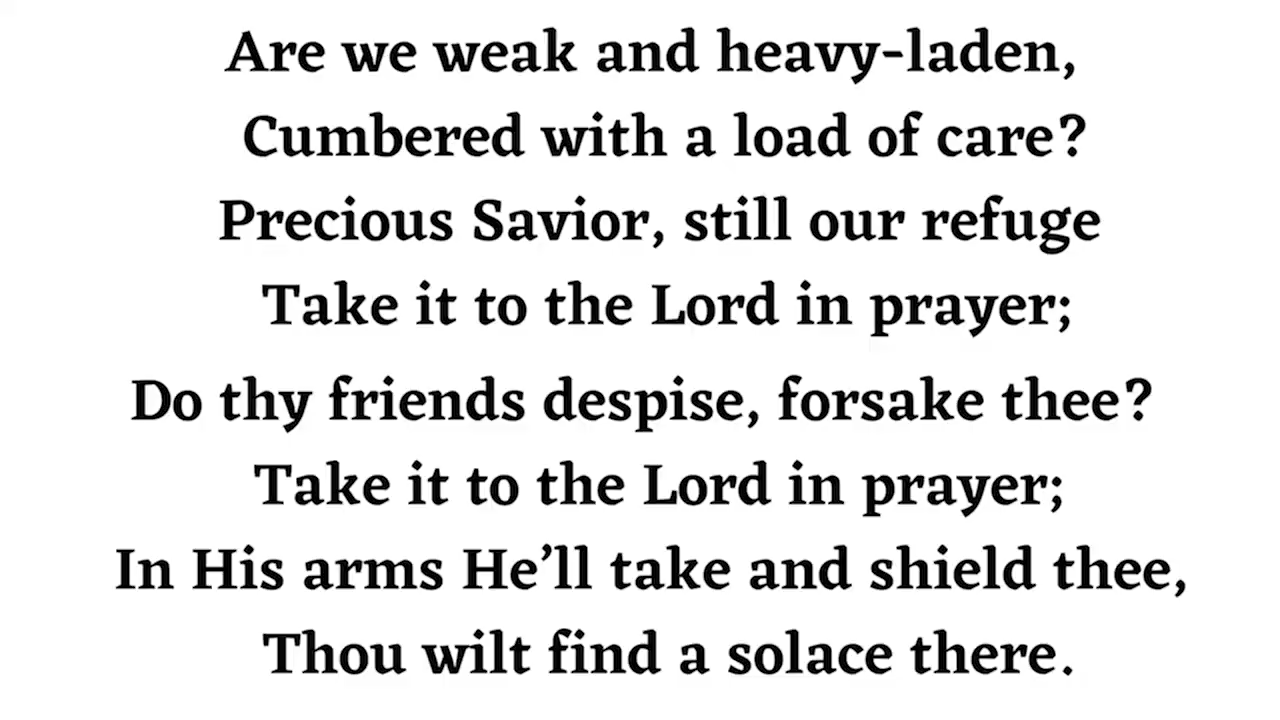 Are we weak and heavy-laden,
Cumbered with a load of care?
Precious Savior, still our refuge
Take it to the Lord in prayer;
Do thy friends despise, forsake thee?
Take it to the Lord in prayer;
In His arms He’ll take and shield thee,
Thou wilt find a solace there.